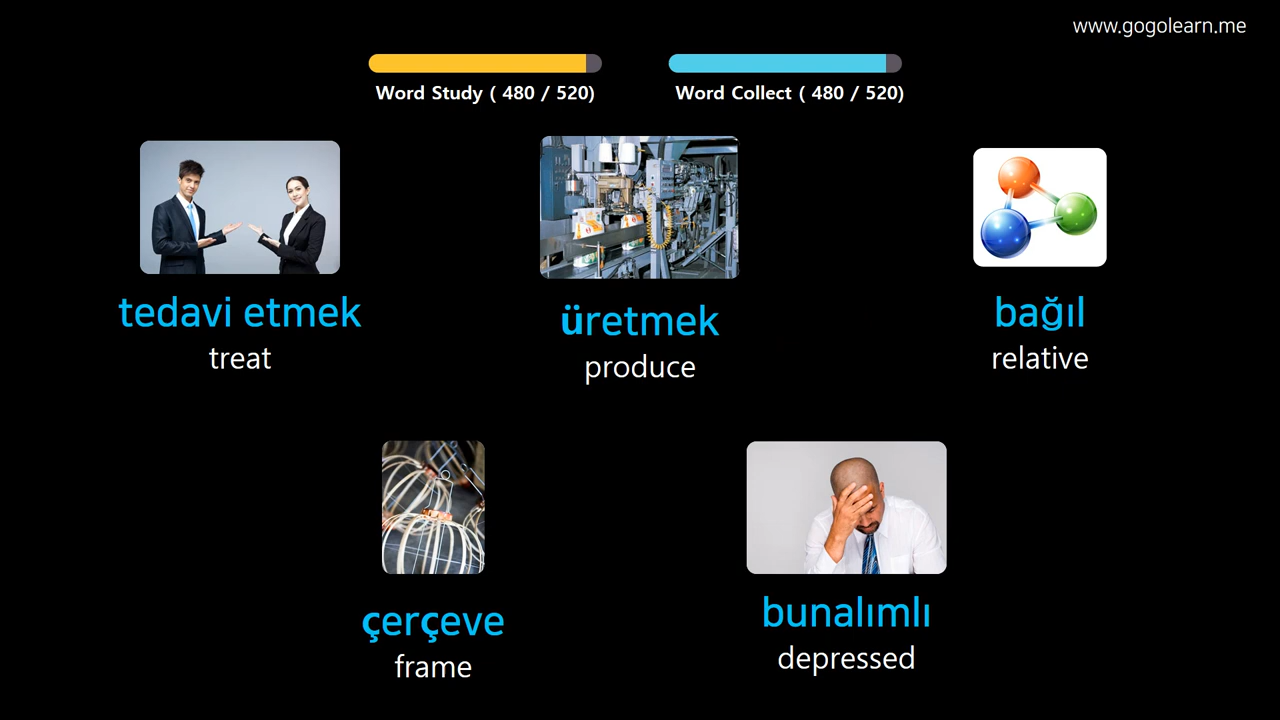 www.gogolearn.me
Word Study ( 480 / 520)
Word Collect ( 480 / 520)
tedavi etmek
treat
üretmek
produce
bağıl
relative
çerçeve
frame
bunalımlı
depressed